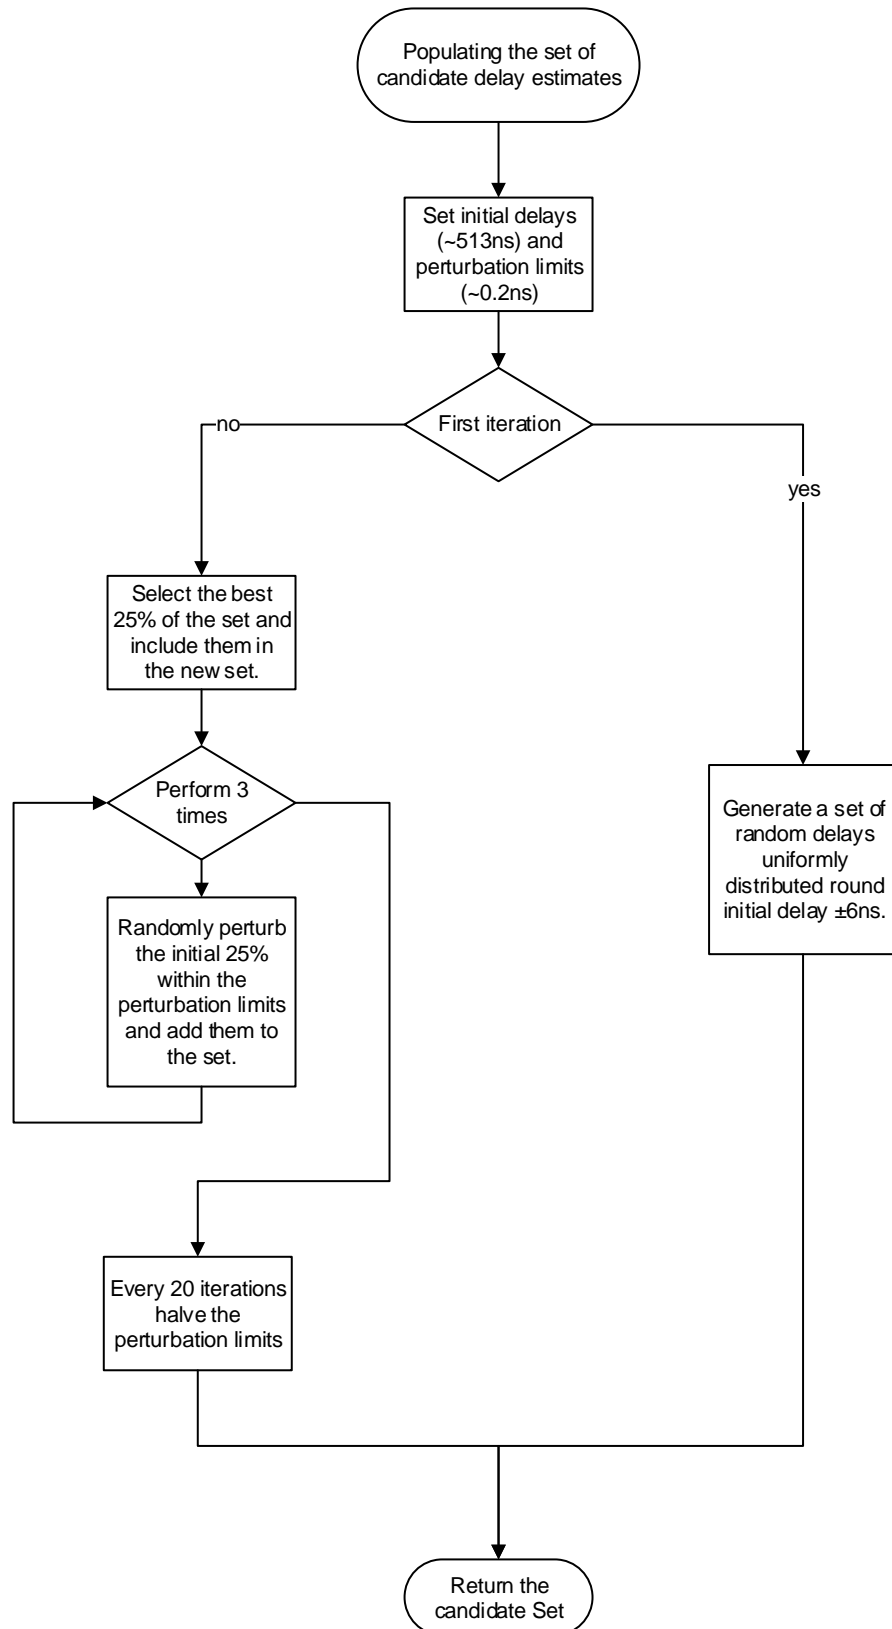 Populating the set of
candidate delay estimates
Set initial delays
(~513ns) and
perturbation limits
(~0.2ns)
First iteration
no
yes
Select the best
25% of the set and
include them in
the new set.
Perform 3
times
Generate a set of
random delays
uniformly
distributed round
initial delay ±6ns.
Randomly perturb
the initial 25%
within the
perturbation limits
and add them to
the set.
Every 20 iterations
halve the
perturbation limits
Return the
candidate Set